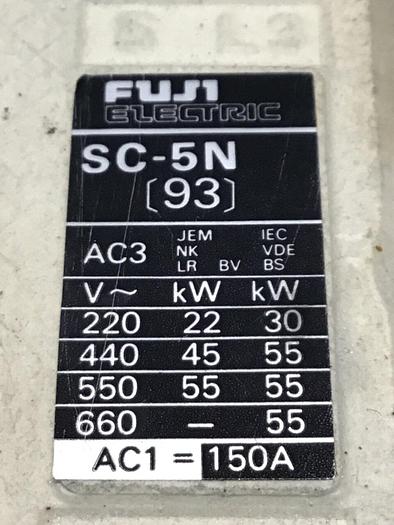 FUJI
ELECTRIC
SC-5N
[93]
AC3 JEM NK LR BV IEC VDE BS
V~ kW kW
220 22 30
440 45 55
550 55 55
660 — 55
AC1 = 150A